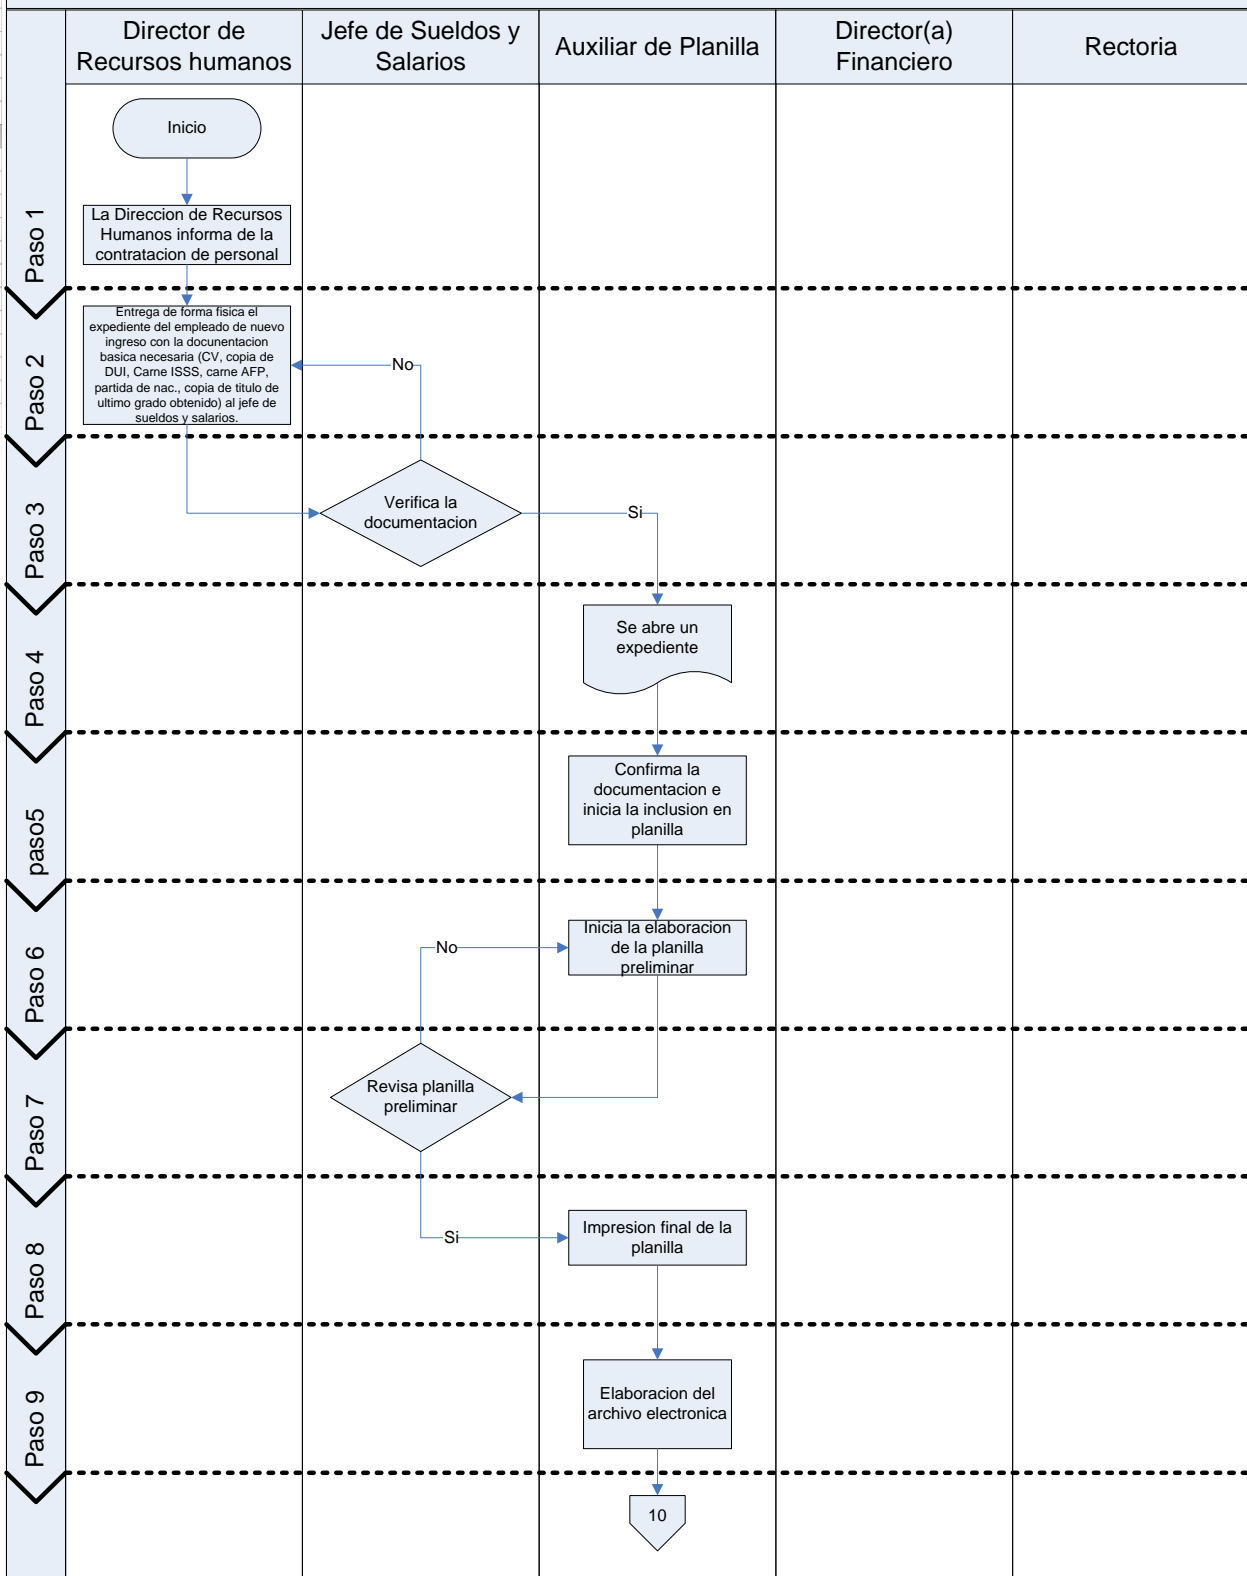 Director de
Recursos humanos
Jefe de Sueldos y
Salarios
Auxiliar de Planilla
Director(a)
Financiero
Rectoria
Inicio
Paso 1
La Direccion de Recursos
Humanos informa de la
contratacion de personal
Paso 2
Entrega de forma fisica el
expediente del empleado de nuevo
ingreso con la documentacion
basica necesaria (CV, copia de
DUI, Carne ISSS, carne AFP,
partida de nac., copia de titulo de
ultimo grado obtenido) al jefe de
sueldos y salarios.
No
Paso 3
Verifica la
documentacion
Si
Paso 4
Se abre un
expediente
paso5
Confirma la
documentacion e
inicia la inclusion en
planilla
Paso 6
No
Inicia la elaboracion
de la planilla
preliminar
Paso 7
Revisa planilla
preliminar
Paso 8
Si
Impresion final de la
planilla
Paso 9
Elaboracion del
archivo electronica
10